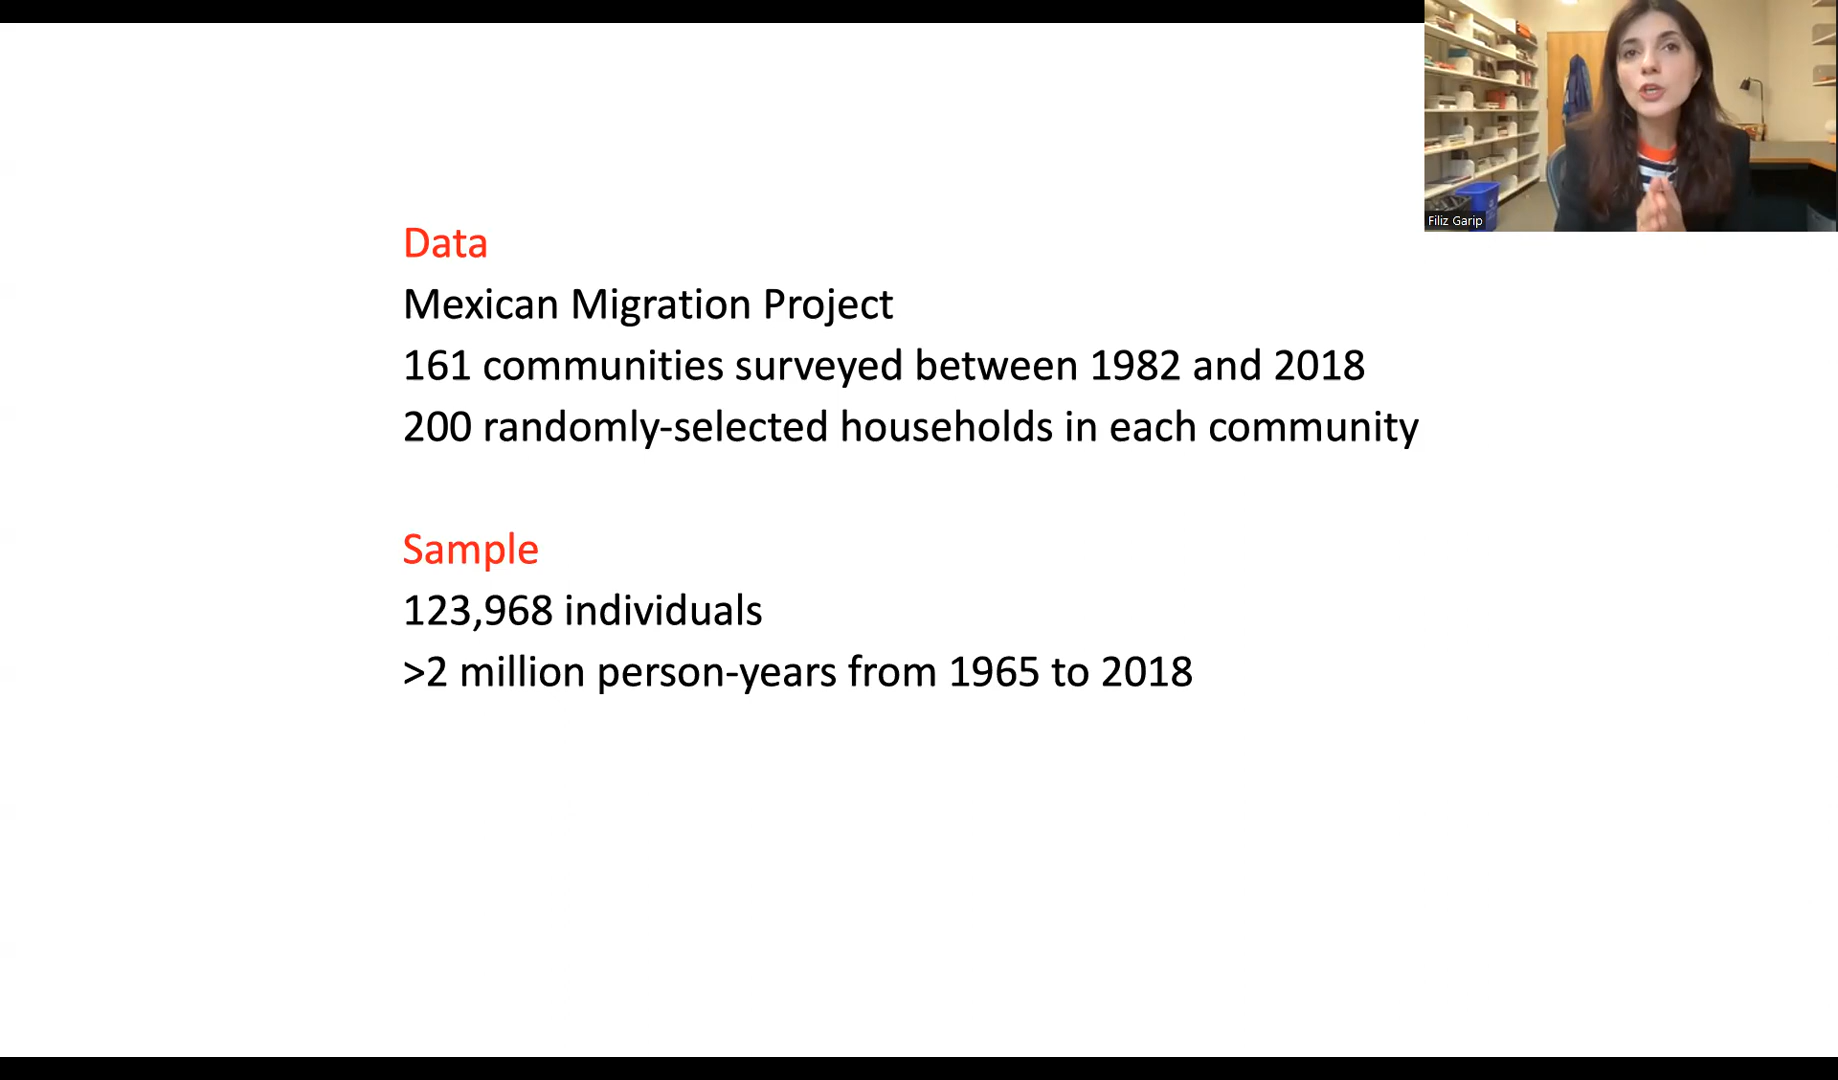 Data
Mexican Migration Project
161 communities surveyed between 1982 and 2018
200 randomly-selected households in each community
Sample
123,968 individuals
>2 million person-years from 1965 to 2018
Filiz Garip